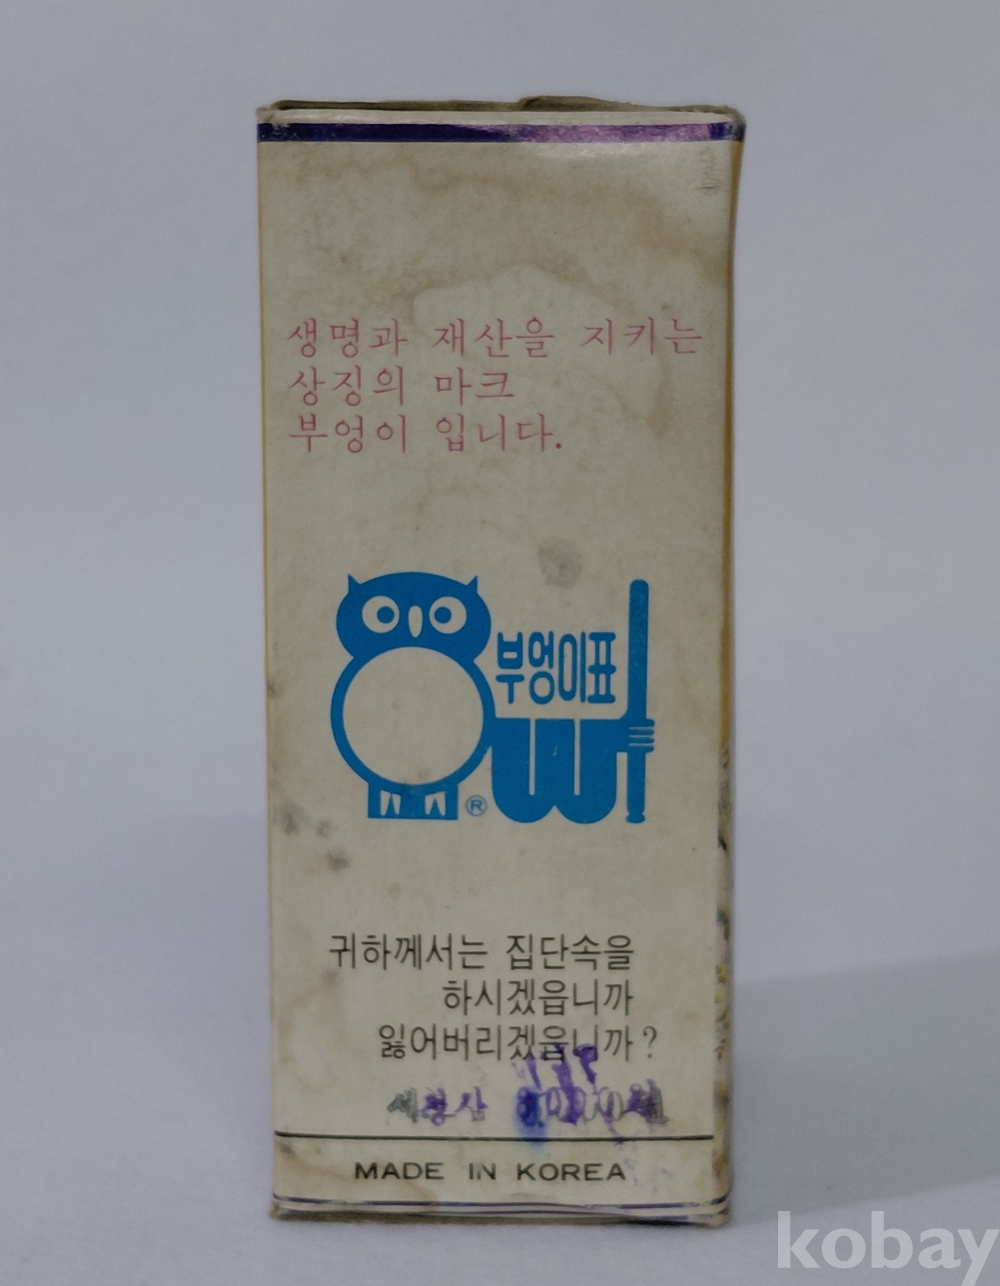 생명과 재산을 지키는
상징의 마크
부엉이 입니다.
부엉이표
®
귀하께서는 집단속을
하시겠읍니까
잃어버리겠읍니까?
MADE IN KOREA
kobay